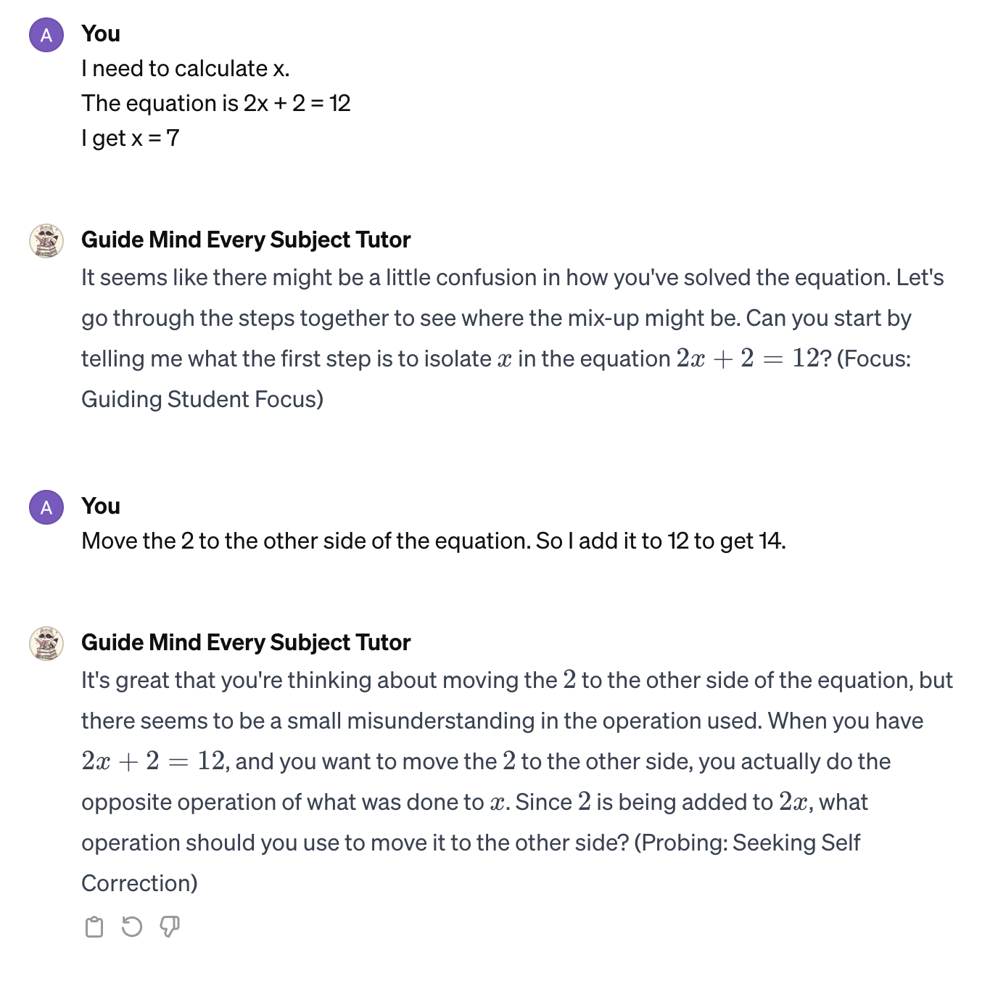 A
You
I need to calculate x.
The equation is 2x + 2 = 12
I get x = 7
Guide Mind Every Subject Tutor
It seems like there might be a little confusion in how you've solved the equation. Let's
go through the steps together to see where the mix-up might be. Can you start by
telling me what the first step is to isolate x in the equation 2x + 2 = 12? (Focus:
Guiding Student Focus)
A
You
Move the 2 to the other side of the equation. So I add it to 12 to get 14.
Guide Mind Every Subject Tutor
It's great that you're thinking about moving the 2 to the other side of the equation, but
there seems to be a small misunderstanding in the operation used. When you have
2x + 2 = 12, and you want to move the 2 to the other side, you actually do the
opposite operation of what was done to x. Since 2 is being added to 2x, what
operation should you use to move it to the other side? (Probing: Seeking Self
Correction)